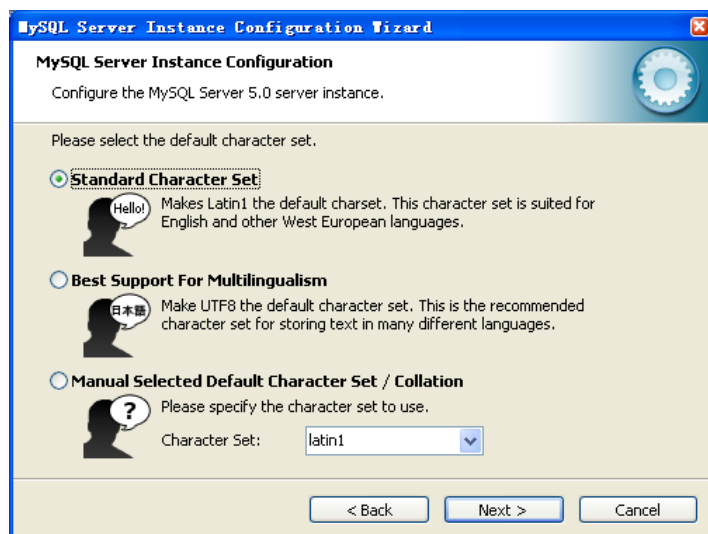 MySQL Server Instance Configuration Wizard
MySQL Server Instance Configuration
Configure the MySQL Server 5.0 server instance.
Please select the default character set.
Standard Character Set
Hello!
Makes Latin1 the default charset. This character set is suited for
English and other West European languages.
Best Support For Multilingualism
日本語
Make UTF8 the default character set. This is the recommended
character set for storing text in many different languages.
Manual Selected Default Character Set / Collation
?
Please specify the character set to use.
Character Set: latin1
< Back Next > Cancel